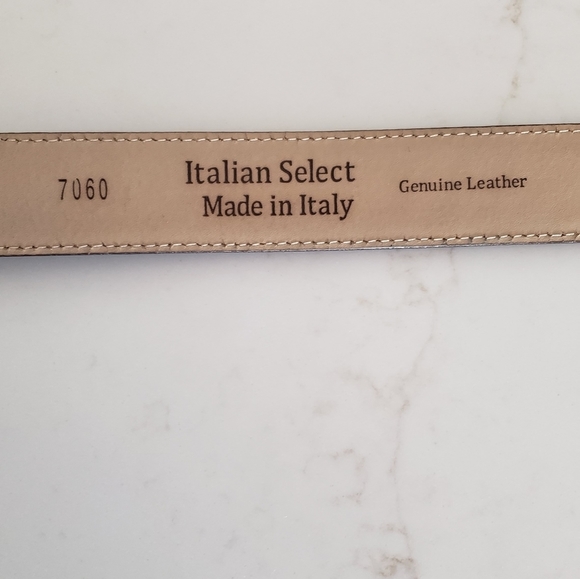 7060
Italian Select
Made in Italy
Genuine Leather